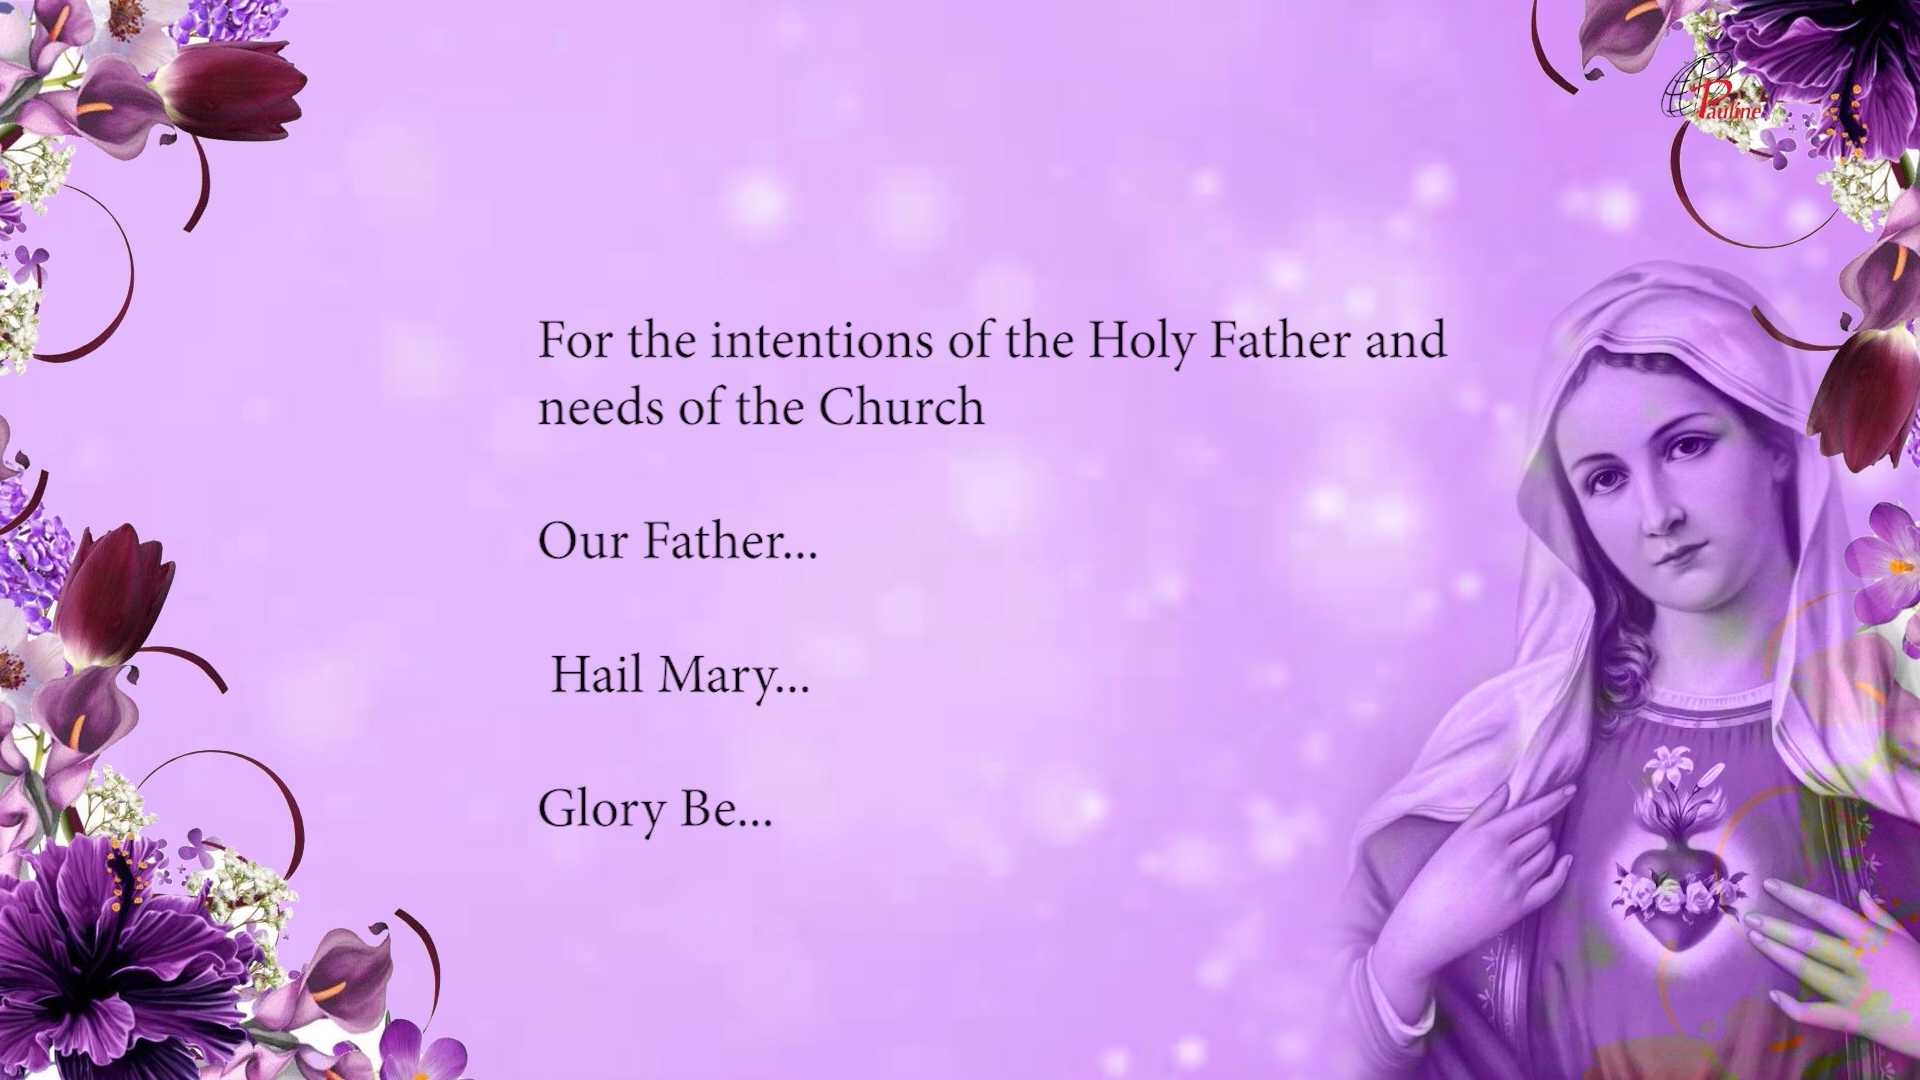 Pauline
For the intentions of the Holy Father and
needs of the Church
Our Father...
Hail Mary...
Glory Be...